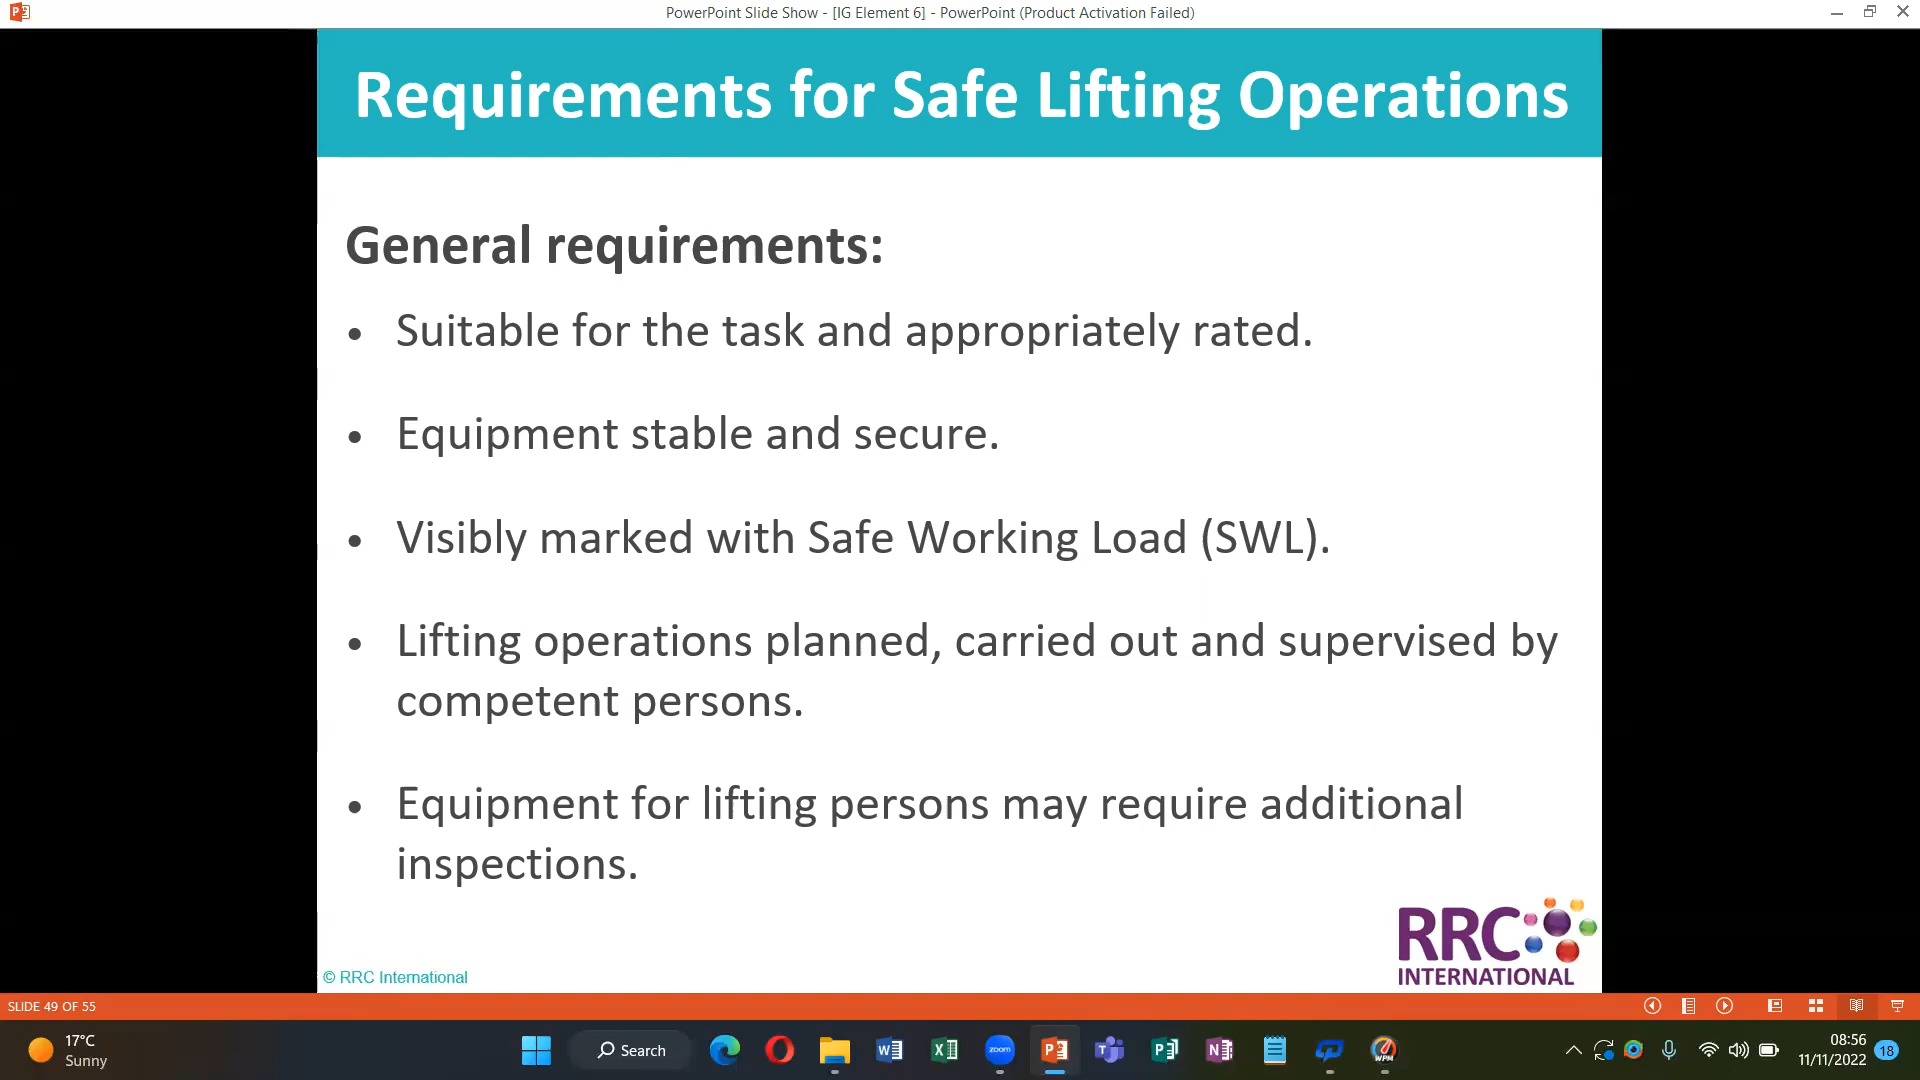 PowerPoint Slide Show - [IG Element 6] - PowerPoint (Product Activation Failed)
Requirements for Safe Lifting Operations
General requirements:
• Suitable for the task and appropriately rated.
• Equipment stable and secure.
• Visibly marked with Safe Working Load (SWL).
• Lifting operations planned, carried out and supervised by
competent persons.
• Equipment for lifting persons may require additional
inspections.
RRC
INTERNATIONAL
© RRC International
SLIDE 49 OF 55
17°C
Sunny
Search
zoom
WPM
08:56
11/11/2022
18